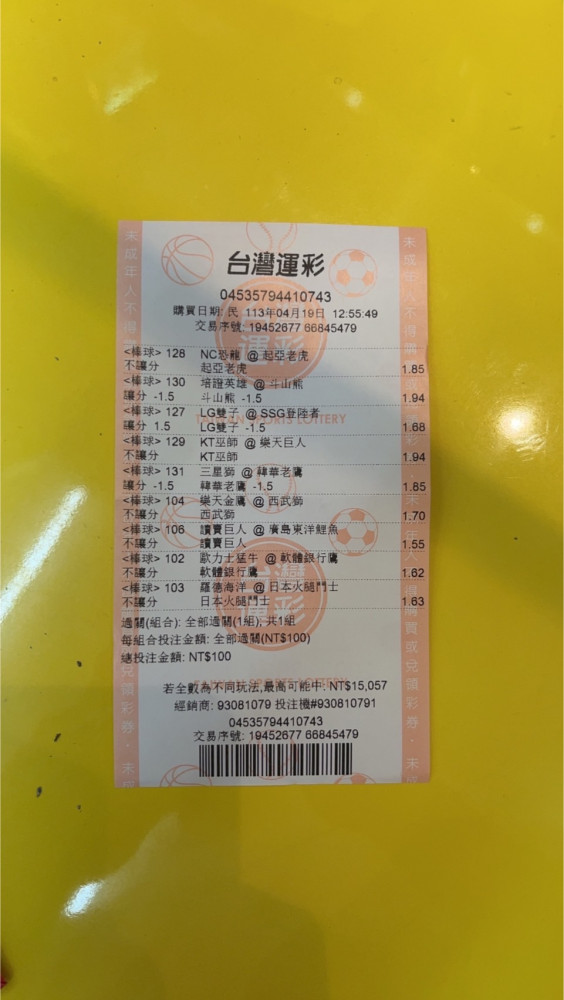 台灣運彩
04535794410743
購買日期: 民 113年04月19日 12:55:49
交易序號: 19452677 66845479
<棒球> 128 NC恐龍 @ 起亞老虎
不讓分 起亞老虎 1.85
<棒球> 130 培證英雄 @ 斗山熊
讓分 -1.5 斗山熊 -1.5 1.94
<棒球> 127 LG雙子 @ SSG登陸者
讓分 1.5 LG雙子 -1.5 1.68
<棒球> 129 KT巫師 @ 樂天巨人
不讓分 KT巫師 1.94
<棒球> 131 三星獅 @ 韓華老鷹
讓分 -1.5 韓華老鷹 -1.5 1.85
<棒球> 104 樂天金鷹 @ 西武獅
不讓分 西武獅 1.70
<棒球> 106 讀賣巨人 @ 廣島東洋鯉魚
不讓分 讀賣巨人 1.55
<棒球> 102 歐力士猛牛 @ 軟體銀行鷹
不讓分 軟體銀行鷹 1.62
<棒球> 103 羅德海洋 @ 日本火腿鬥士
不讓分 日本火腿鬥士 1.63
過關(組合): 全部過關(1組), 共1組
每組合投注金額: 全部過關(NT$100)
總投注金額: NT$100
若全數為不同玩法,最高可能中: NT$15,057
經銷商: 93081079 投注機#930810791
04535794410743
交易序號: 19452677 66845479